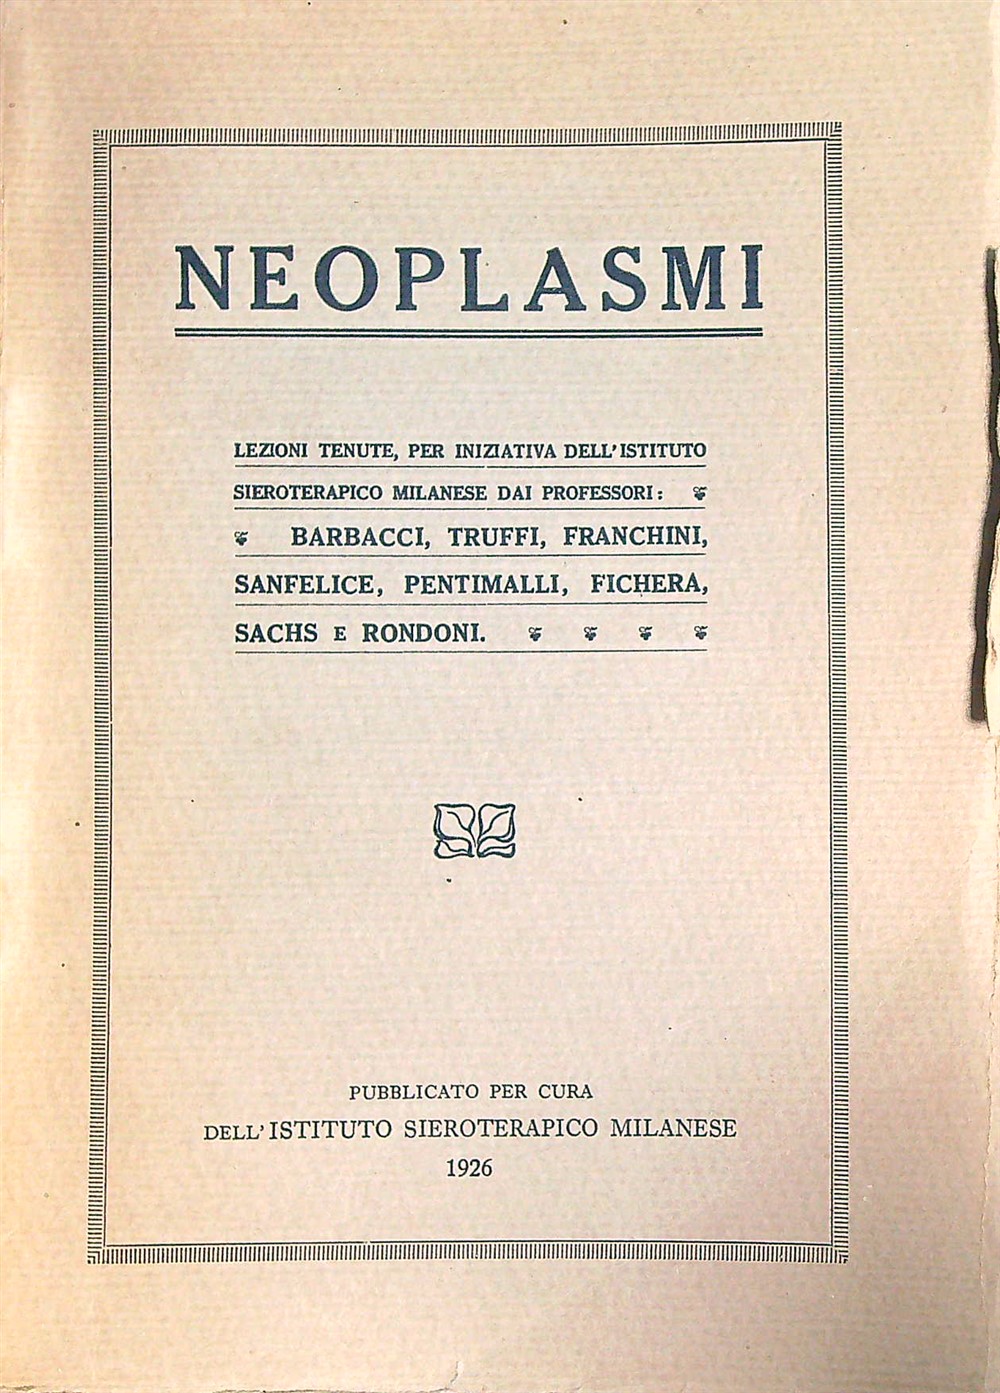 NEOPLASMI
LEZIONI TENUTE, PER INIZIATIVA DELL'ISTITUTO
SIEROTERAPICO MILANESE DAI PROFESSORI:
BARBACCI, TRUFFI, FRANCHINI,
SANFELICE, PENTIMALLI, FICHERA,
SACHS E RONDONI.
PUBBLICATO PER CURA
DELL'ISTITUTO SIEROTERAPICO MILANESE
1926